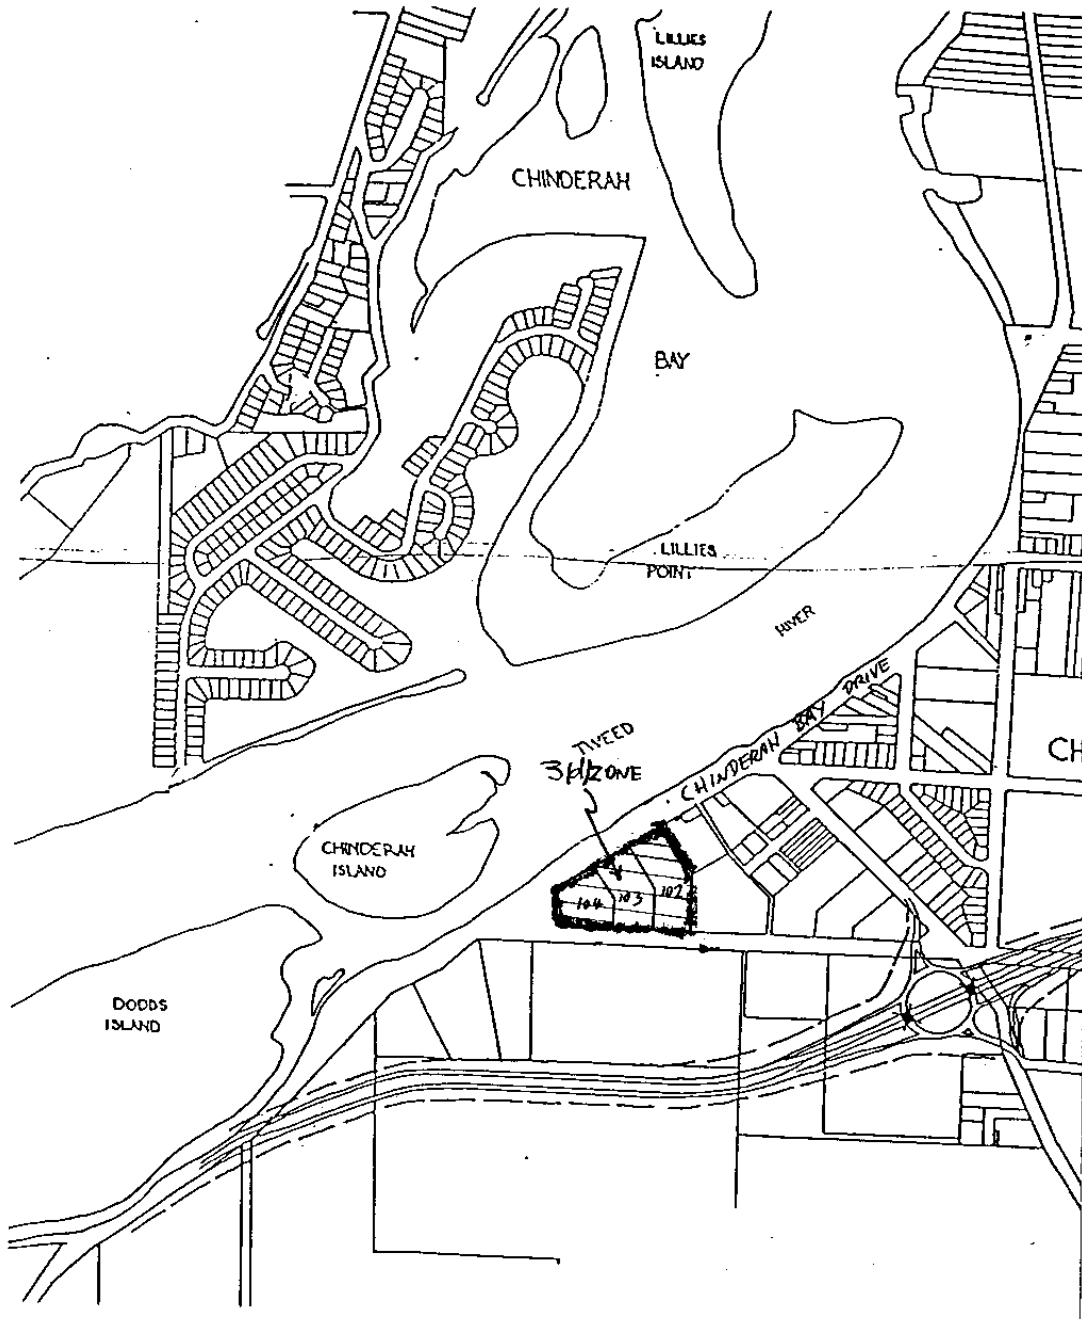 LILLIES
ISLAND
CHINDERAH
BAY
LILLIES
POINT
RIVER
CHINDERAH BAY DRIVE
TWEED
ZONE
CH
CHINDERAH
ISLAND
104 103 102
DODDS
ISLAND